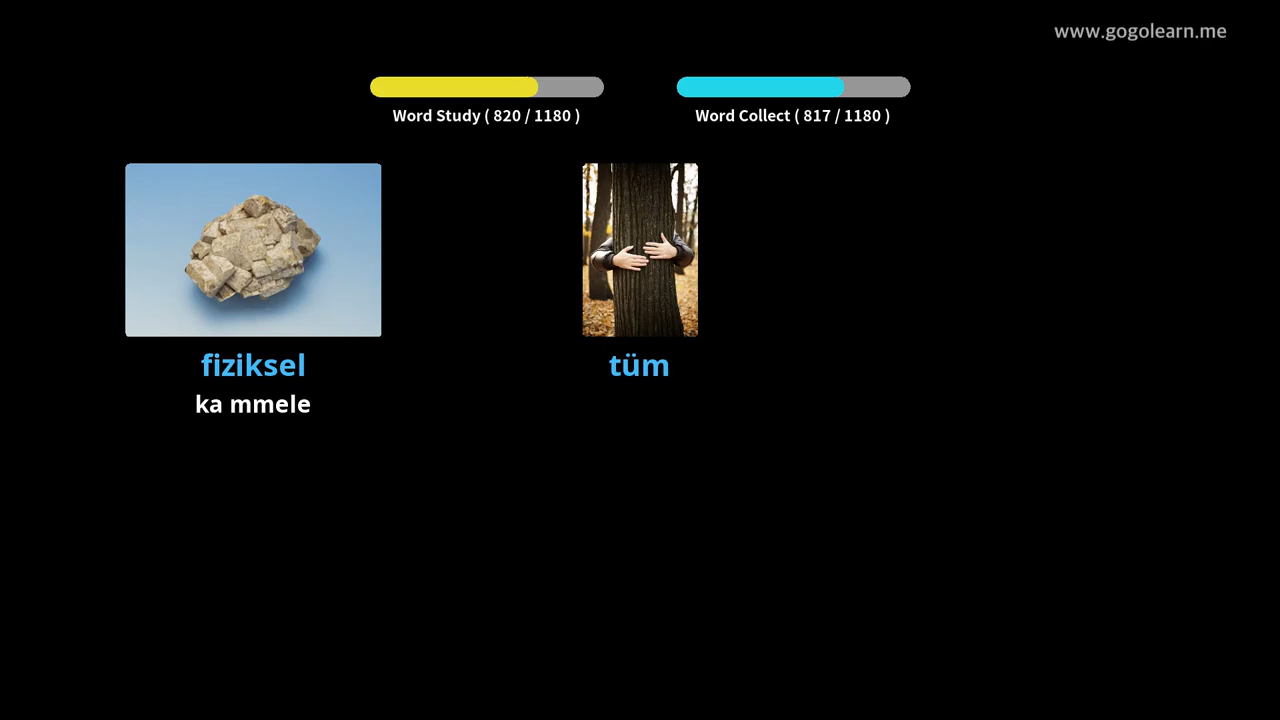 www.gogolearn.me
Word Study ( 820 / 1180 )
Word Collect ( 817 / 1180 )
fiziksel
tüm
ka mmele